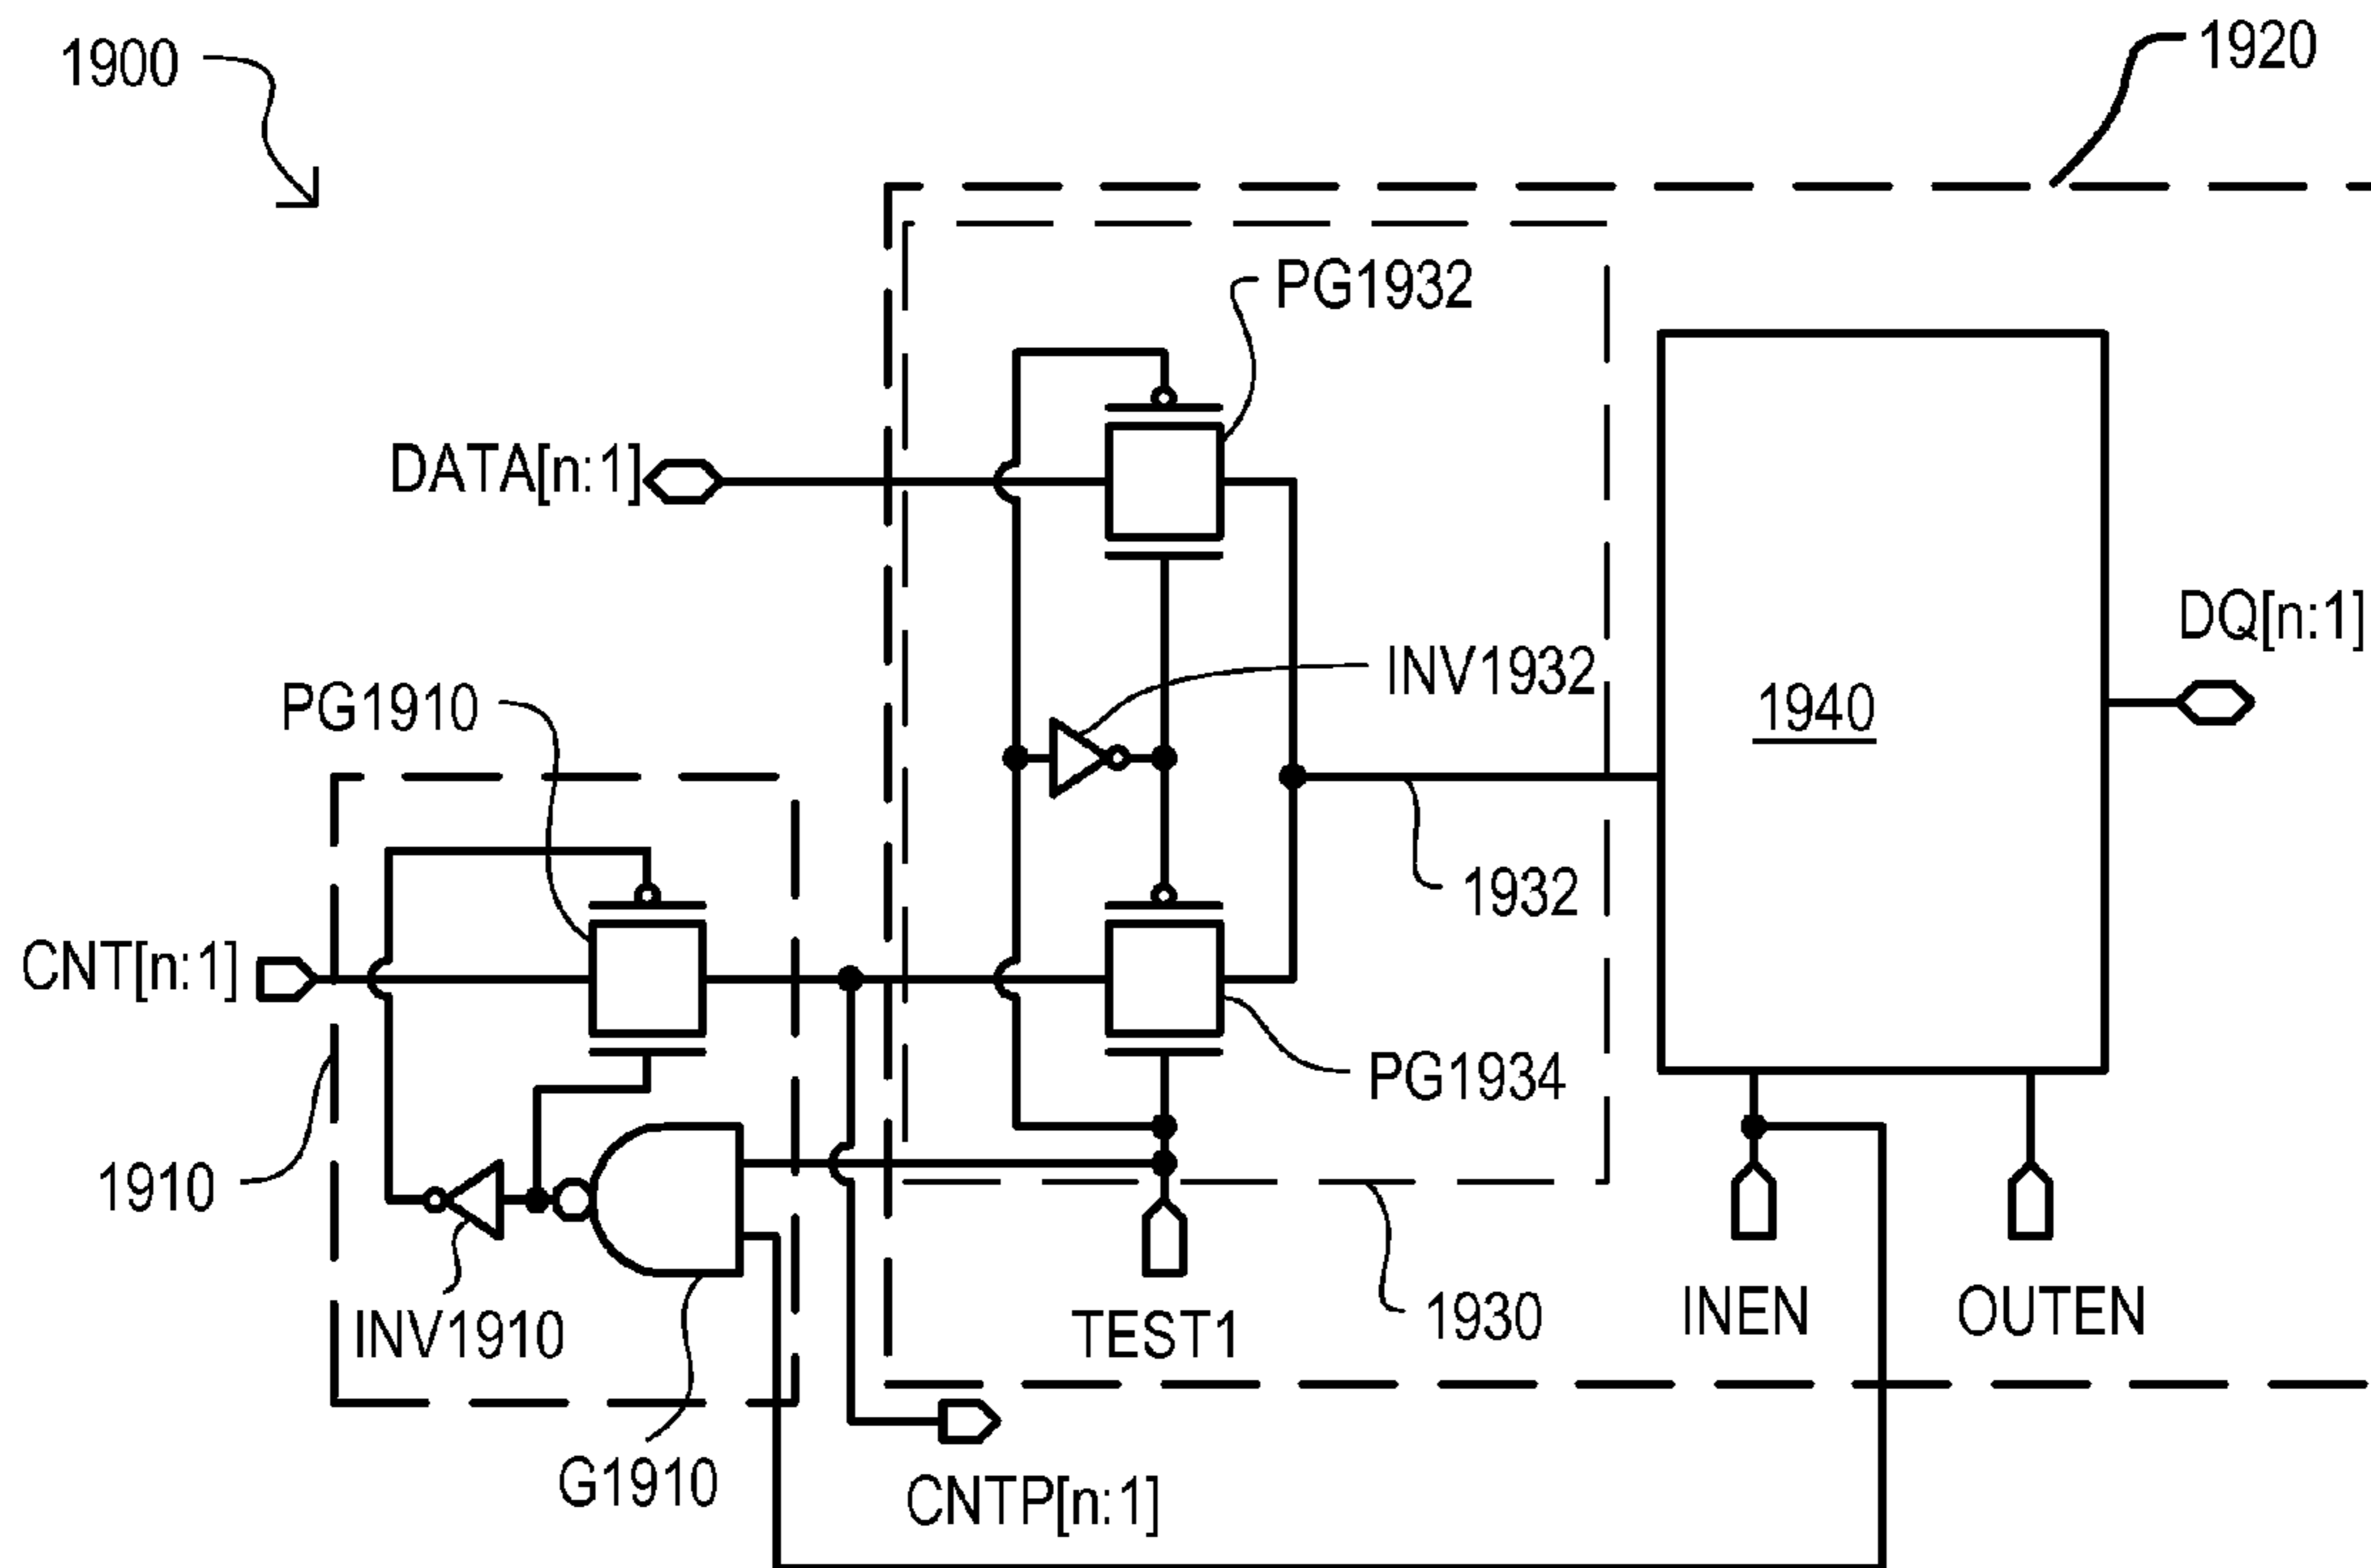 1900
1920
PG1932
DATA[n:1]
DQ[n:1]
INV1932
PG1910
1940
1932
CNT[n:1]
PG1934
1910
INV1910
TEST1
1930
INEN
OUTEN
G1910
CNTP[n:1]